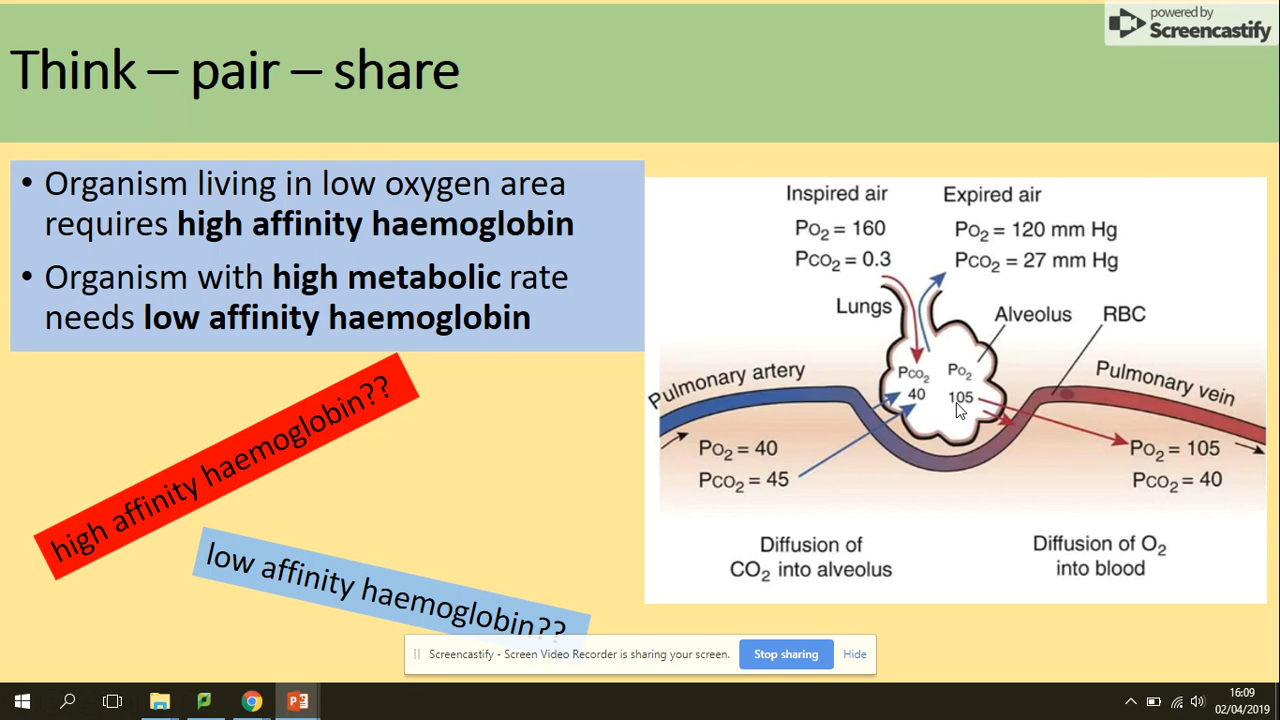 powered by
Screencastify
Think – pair – share
• Organism living in low oxygen area
requires high affinity haemoglobin
• Organism with high metabolic rate
needs low affinity haemoglobin
high affinity haemoglobin??
low affinity haemoglobin??
Inspired air
PO₂ = 160
PCO₂ = 0.3
Expired air
PO₂ = 120 mm Hg
PCO₂ = 27 mm Hg
Lungs
Alveolus
RBC
Pulmonary artery
PCO₂
40
PO₂
105
Pulmonary vein
PO₂ = 40
PCO₂ = 45
PO₂ = 105
PCO₂ = 40
Diffusion of
CO₂ into alveolus
Diffusion of O₂
into blood
Screencastify - Screen Video Recorder is sharing your screen.
Stop sharing
Hide
16:09
02/04/2019